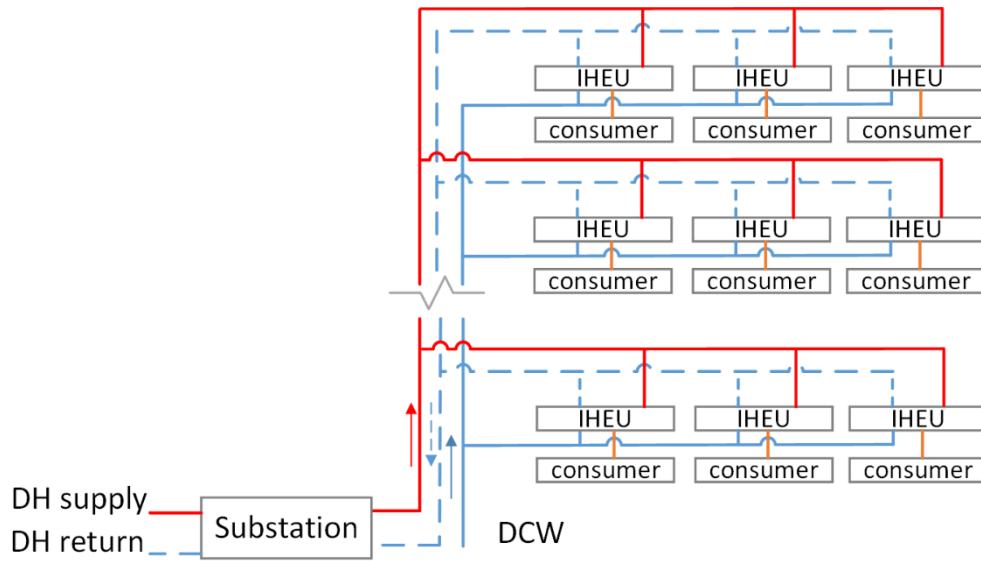 IHEU IHEU IHEU
consumer consumer consumer
IHEU IHEU IHEU
consumer consumer consumer
IHEU IHEU IHEU
consumer consumer consumer
DH supply
Substation
DH return
DCW